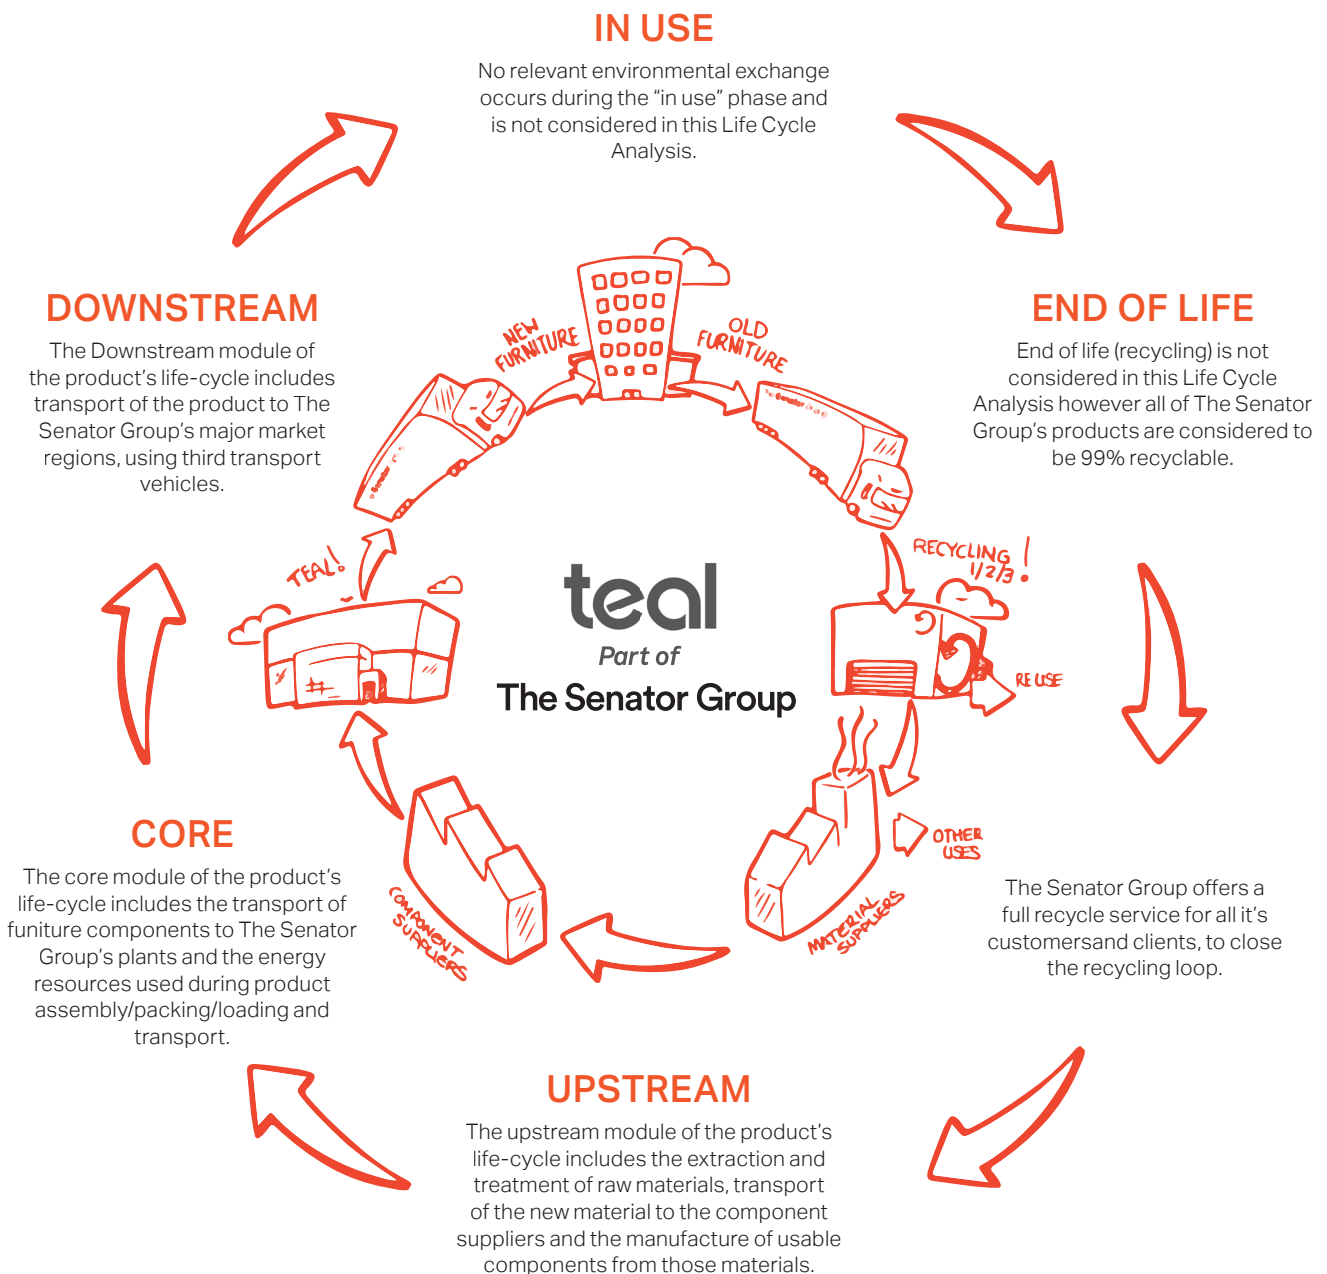 IN USE
No relevant environmental exchange
occurs during the “in use” phase and
is not considered in this Life Cycle
Analysis.
DOWNSTREAM
The Downstream module of
the product’s life-cycle includes
transport of the product to The
Senator Group’s major market
regions, using third transport
vehicles.
END OF LIFE
End of life (recycling) is not
considered in this Life Cycle
Analysis however all of The Senator
Group’s products are considered to
be 99% recyclable.
NEW
FURNITURE
OLD
FURNITURE
Senator
Senator
TEAL!
RECYCLING
1/2/3!
RE USE
teal
Part of
The Senator Group
CORE
The core module of the product’s
life-cycle includes the transport of
funiture components to The Senator
Group’s plants and the energy
resources used during product
assembly/packing/loading and
transport.
COMPONENT
SUPPLIERS
MATERIAL
SUPPLIERS
OTHER
USES
The Senator Group offers a
full recycle service for all it’s
customersand clients, to close
the recycling loop.
UPSTREAM
The upstream module of the product’s
life-cycle includes the extraction and
treatment of raw materials, transport
of the new material to the component
suppliers and the manufacture of usable
components from those materials.